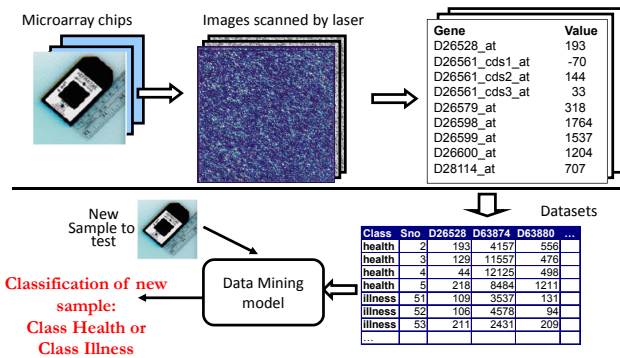 Microarray chips
Images scanned by laser
Gene Value
D26528_at 193
D26561_cds1_at -70
D26561_cds2_at 144
D26561_cds3_at 33
D26579_at 318
D26598_at 1764
D26599_at 1537
D26600_at 1204
D28114_at 707
New
Sample to
test
Datasets
Class Sno D26528 D63874 D63880 …
health 2 193 4157 556
health 3 129 11557 476
health 4 44 12125 498
health 5 218 8484 1211
illness 51 109 3537 131
illness 52 106 4578 94
illness 53 211 2431 209
…
Data Mining
model
Classification of new
sample:
Class Health or
Class Illness